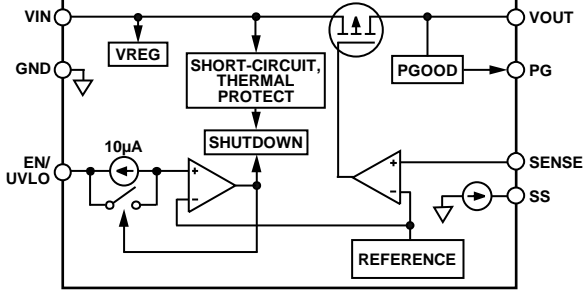 VIN
VOUT
VREG
GND
SHORT-CIRCUIT,
THERMAL
PROTECT
PGOOD
PG
SHUTDOWN
10µA
EN/
UVLO
+
−
+
−
SENSE
SS
REFERENCE